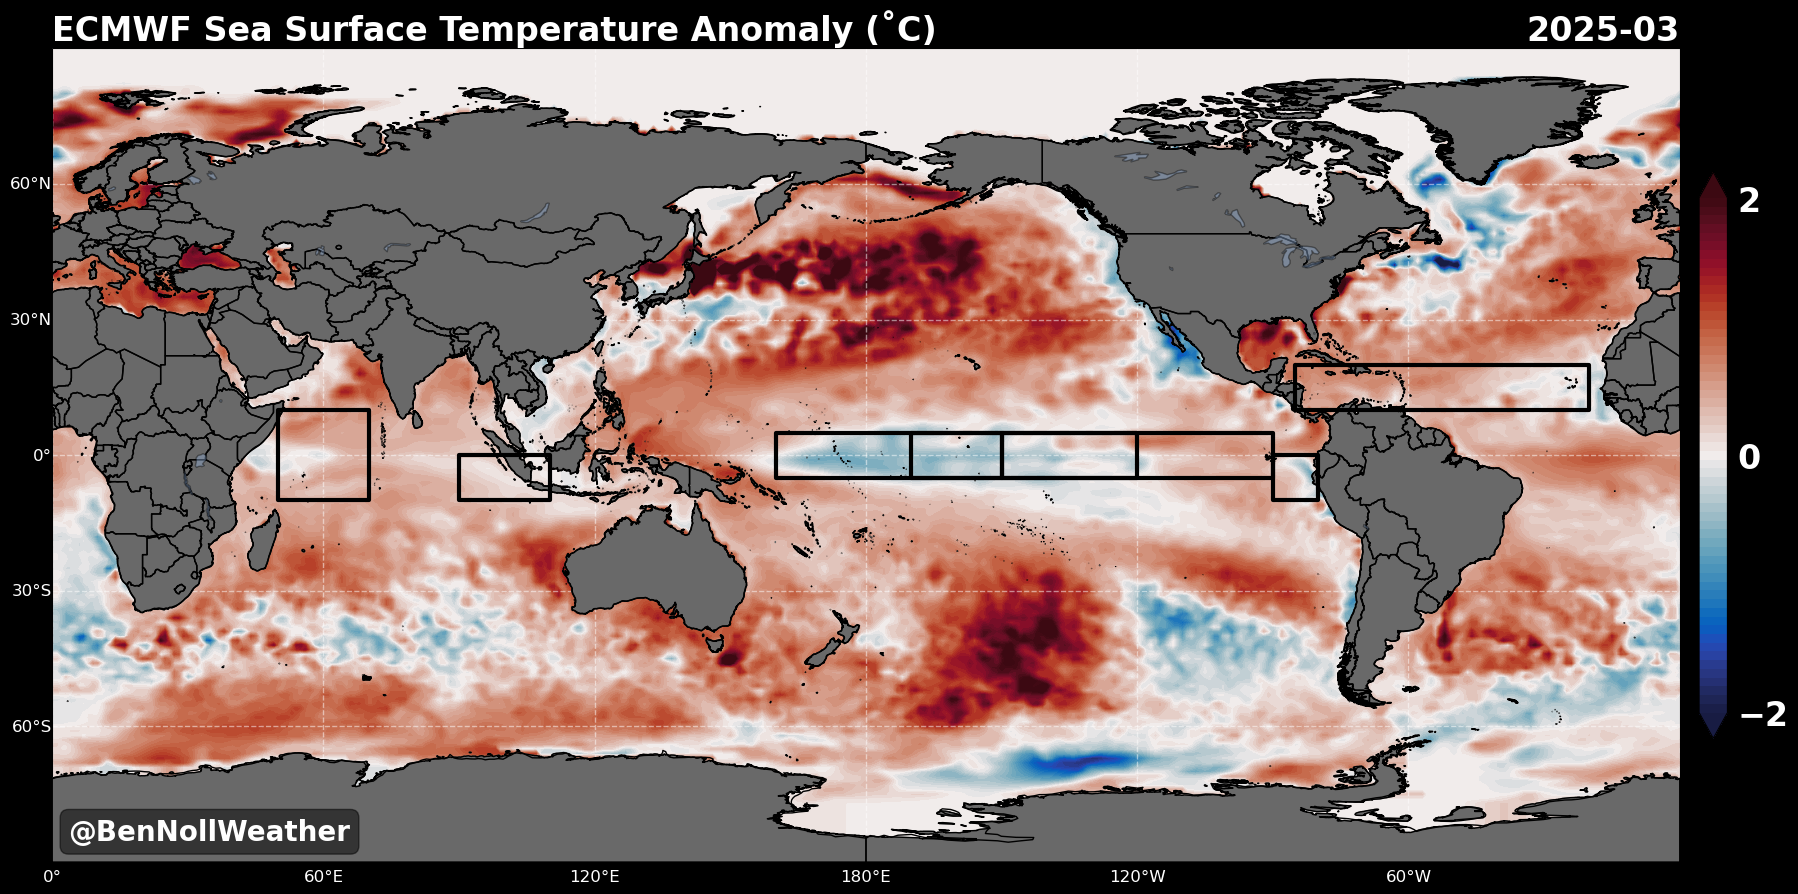 ECMWF Sea Surface Temperature Anomaly (˚C)
2025-03
60°N
30°N
0°
30°S
60°S
0°
60°E
120°E
180°E
120°W
60°W
2
0
−2
@BenNollWeather